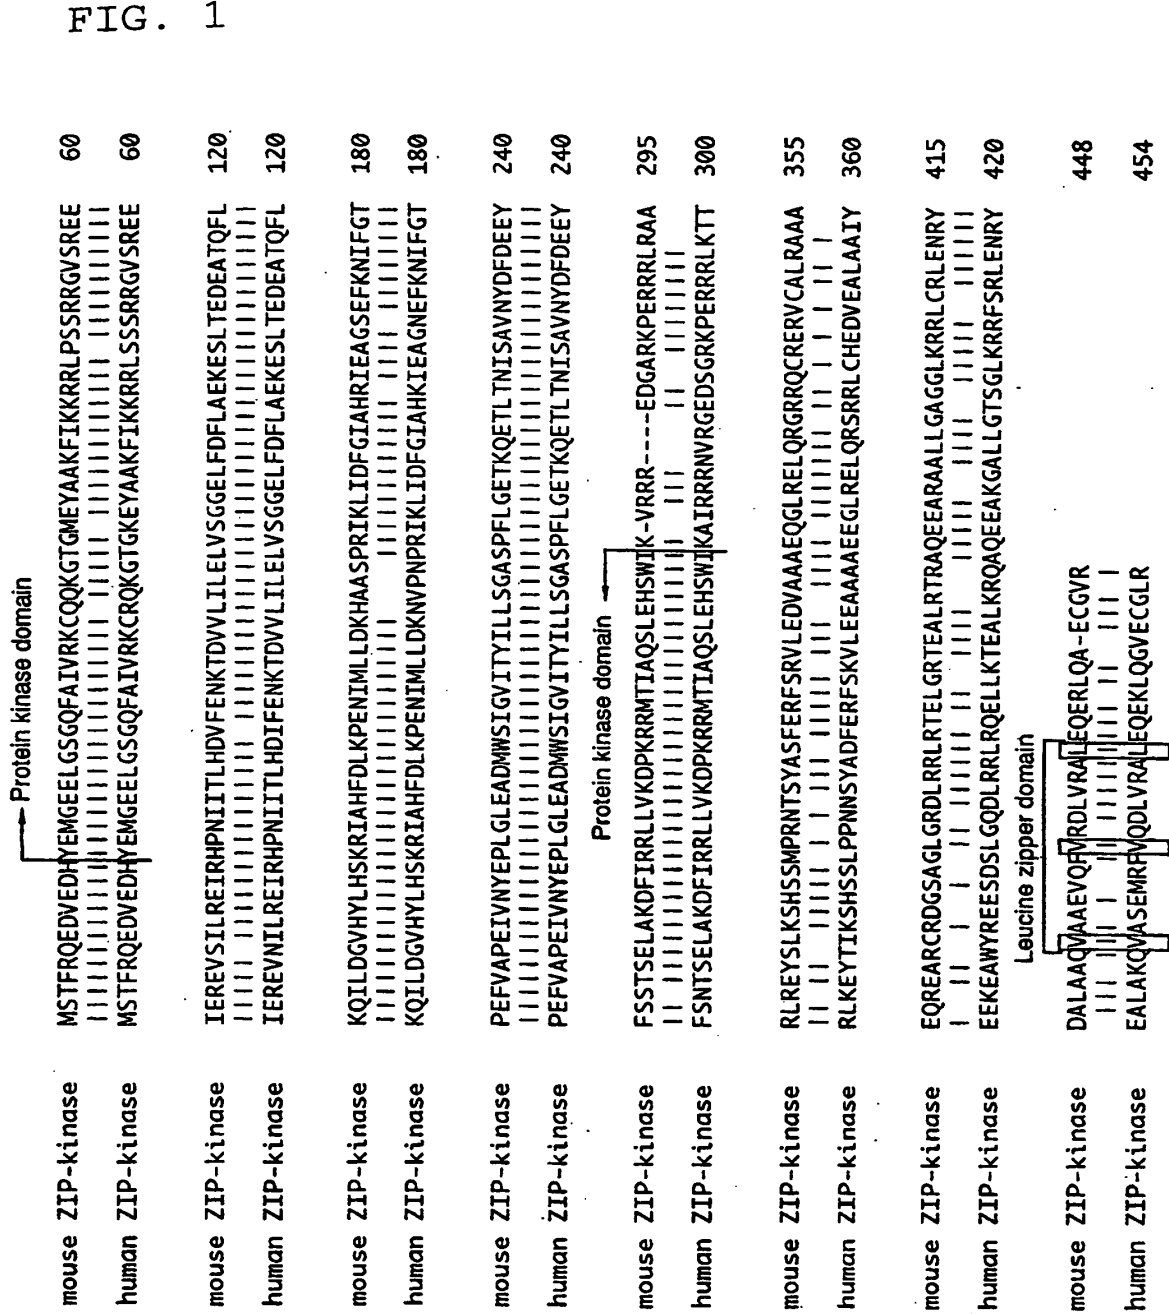 FIG. 1
Protein kinase domain
mouse ZIP-kinase MSTFRQEDVEDHYEMGEELGSGQFAIVRKCQQKGTGMEYAAKFIKKRRLPSSRRGVSREE 60
human ZIP-kinase MSTFRQEDVEDHYEMGEELGSGQFAIVRKCRQKGTGKEYAAKFIKKRRLSSSRRGVSREE 60
mouse ZIP-kinase IEREVSILREIRHPNIITLHDVFENKTDVVLILELVSGGELFDFLAEKESLTEDEATQFL 120
human ZIP-kinase IEREVNILREIRHPNIITLHDIFENKTDVVLILELVSGGELFDFLAEKESLTEDEATQFL 120
mouse ZIP-kinase KQILDGVHYLHSKRIAHFDLKPENIMLLDKHAASPRIKLIDFGIAHRIEAGSEFKNIFGT 180
human ZIP-kinase KQILDGVHYLHSKRIAHFDLKPENIMLLDKNVPNPRIKLIDFGIAHKIEAGNEFKNIFGT 180
mouse ZIP-kinase PEFVAPEIVNYEPLGLEADMWSIGVITYILLSGASPFLGETKQETLTNISAVNYDFDEEY 240
human ZIP-kinase PEFVAPEIVNYEPLGLEADMWSIGVITYILLSGASPFLGETKQETLTNISAVNYDFDEEY 240
Protein kinase domain
mouse ZIP-kinase FSSTSELAKDFIRRLLVKDPKRRMTIAQSLEHSWIK-VRRR----EDGARKPERRRLRAA 295
human ZIP-kinase FSNTSELAKDFIRRLLVKDPKRRMTIAQSLEHSWIKAIRRRNVRGEDSGRKPERRRLKTT 300
mouse ZIP-kinase RLREYSLKSHSSMPRNTSYASFERFSRVLEDVAAAEQGLRELQRGRRQCRERVCALRAAA 355
human ZIP-kinase RLKEYTIKSHSSLPPNNSYADFERFSKVLEEAAAAEEGLRELQRSRRLCHEDVEALAAIY 360
mouse ZIP-kinase EQREARCRDGSAGLGRDLRRLRTELGRTEALRTRAQEEARAALLGAGGLKRRLCRLENRY 415
human ZIP-kinase EEKEAWYREESDSLGQDLRRLRQELLKTEALKRQAQEEAKGALLGTSGLKRRFSRLENRY 420
Leucine zipper domain
mouse ZIP-kinase DALAAQVAAEVQFVRDLVRALEQERLQA-ECGVR 448
human ZIP-kinase EALAKQVASEMRFVQDLVRALEQEKLQGVECGLR 454